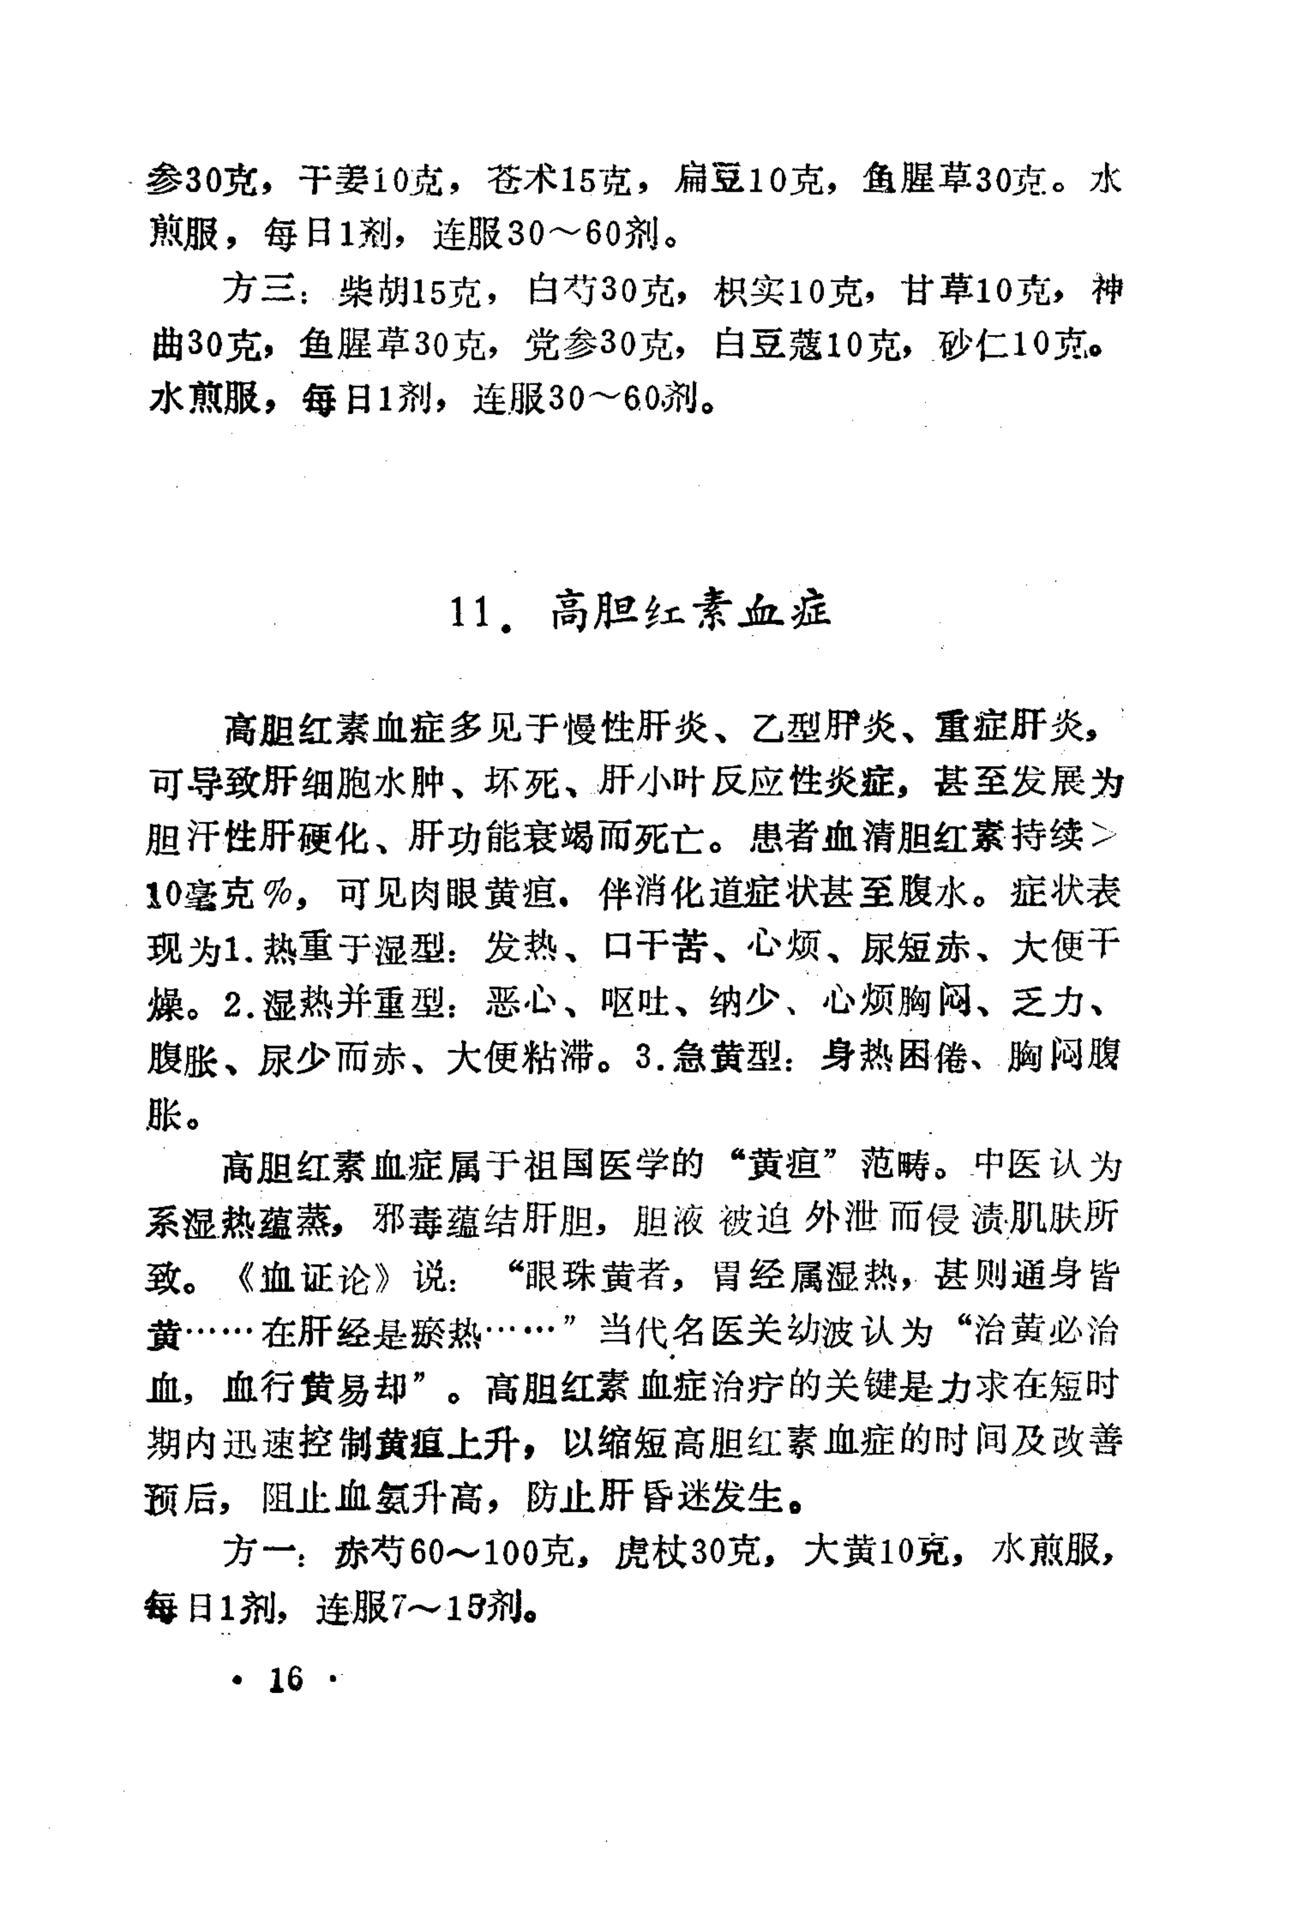 参30克，干姜10克，苍术15克，扁豆10克，鱼腥草30克。水
煎服，每日1剂，连服30～60剂。
方三：柴胡15克，白芍30克，枳实10克，甘草10克，神
曲30克，鱼腥草30克，党参30克，白豆蔻10克，砂仁10克。
水煎服，每日1剂，连服30～60剂。
11．高胆红素血症
高胆红素血症多见于慢性肝炎、乙型肝炎、重症肝炎，
可导致肝细胞水肿、坏死、肝小叶反应性炎症，甚至发展为
胆汗性肝硬化、肝功能衰竭而死亡。患者血清胆红素持续＞
10毫克%，可见肉眼黄疸．伴消化道症状甚至腹水。症状表
现为1.热重于湿型：发热、口干苦、心烦、尿短赤、大便干
燥。2.湿热并重型：恶心、呕吐、纳少、心烦胸闷、乏力、
腹胀、尿少而赤、大便粘滞。3.急黄型：身热困倦、胸闷腹
胀。
高胆红素血症属于祖国医学的“黄疸”范畴。中医认为
系湿热蕴蒸，邪毒蕴结肝胆，胆液被迫外泄而侵渍肌肤所
致。《血证论》说：“眼珠黄者，胃经属湿热，甚则通身皆
黄……在肝经是瘀热……”当代名医关幼波认为“治黄必治
血，血行黄易却”。高胆红素血症治疗的关键是力求在短时
期内迅速控制黄疸上升，以缩短高胆红素血症的时间及改善
预后，阻止血氨升高，防止肝昏迷发生。
方一：赤芍60～100克，虎杖30克，大黄10克，水煎服，
每日1剂，连服7～15剂。
· 16 ·